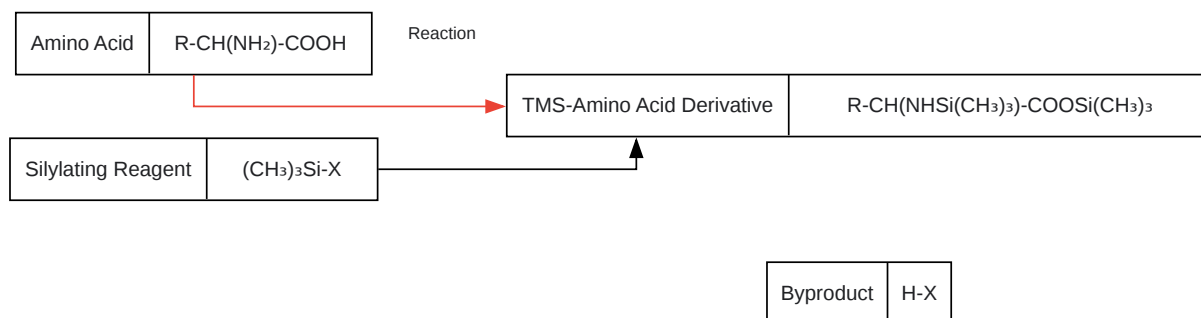 Amino Acid R-CH(NH₂)-COOH
Reaction
TMS-Amino Acid Derivative R-CH(NHSi(CH₃)₃)-COOSi(CH₃)₃
Silylating Reagent (CH₃)₃Si-X
Byproduct H-X